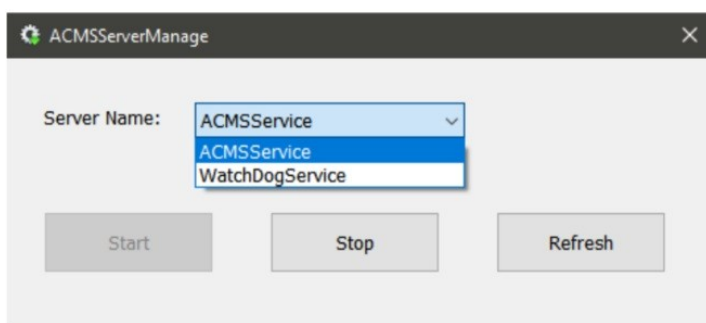 ACMSServerManage
Server Name: ACMSService
ACMSService
WatchDogService
Start Stop Refresh